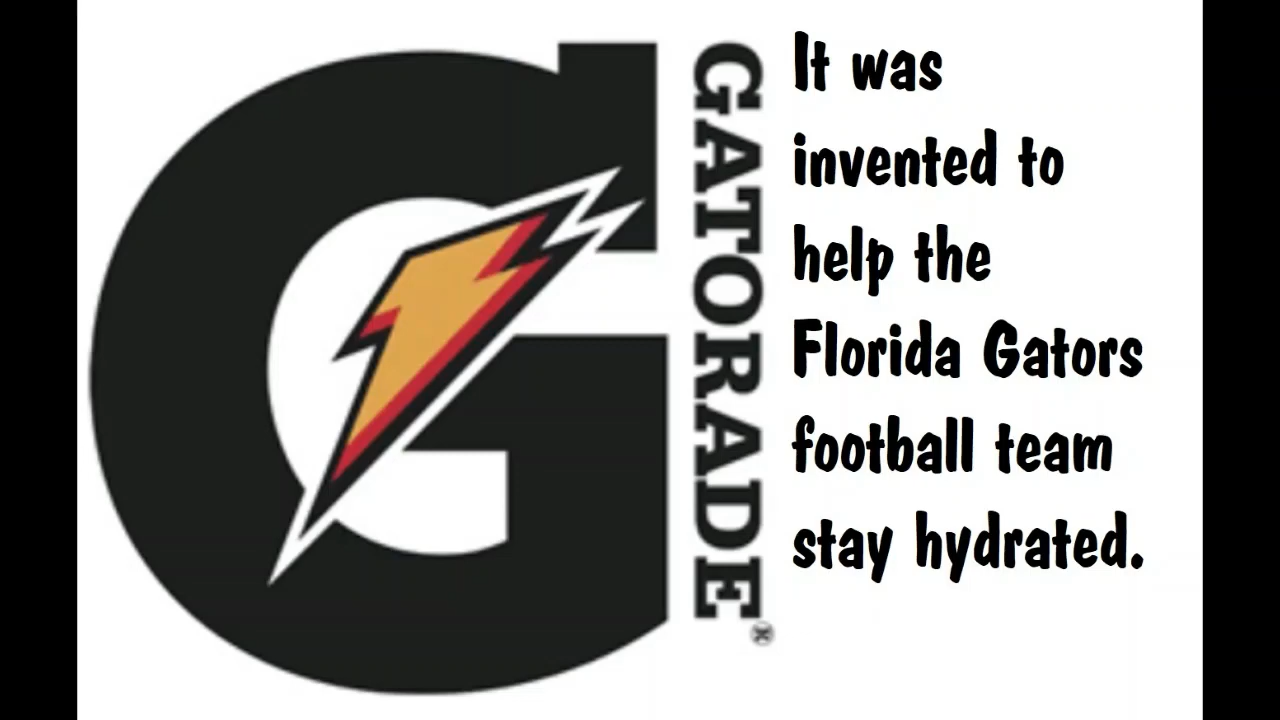 GATORADE®
It was
invented to
help the
Florida Gators
football team
stay hydrated.